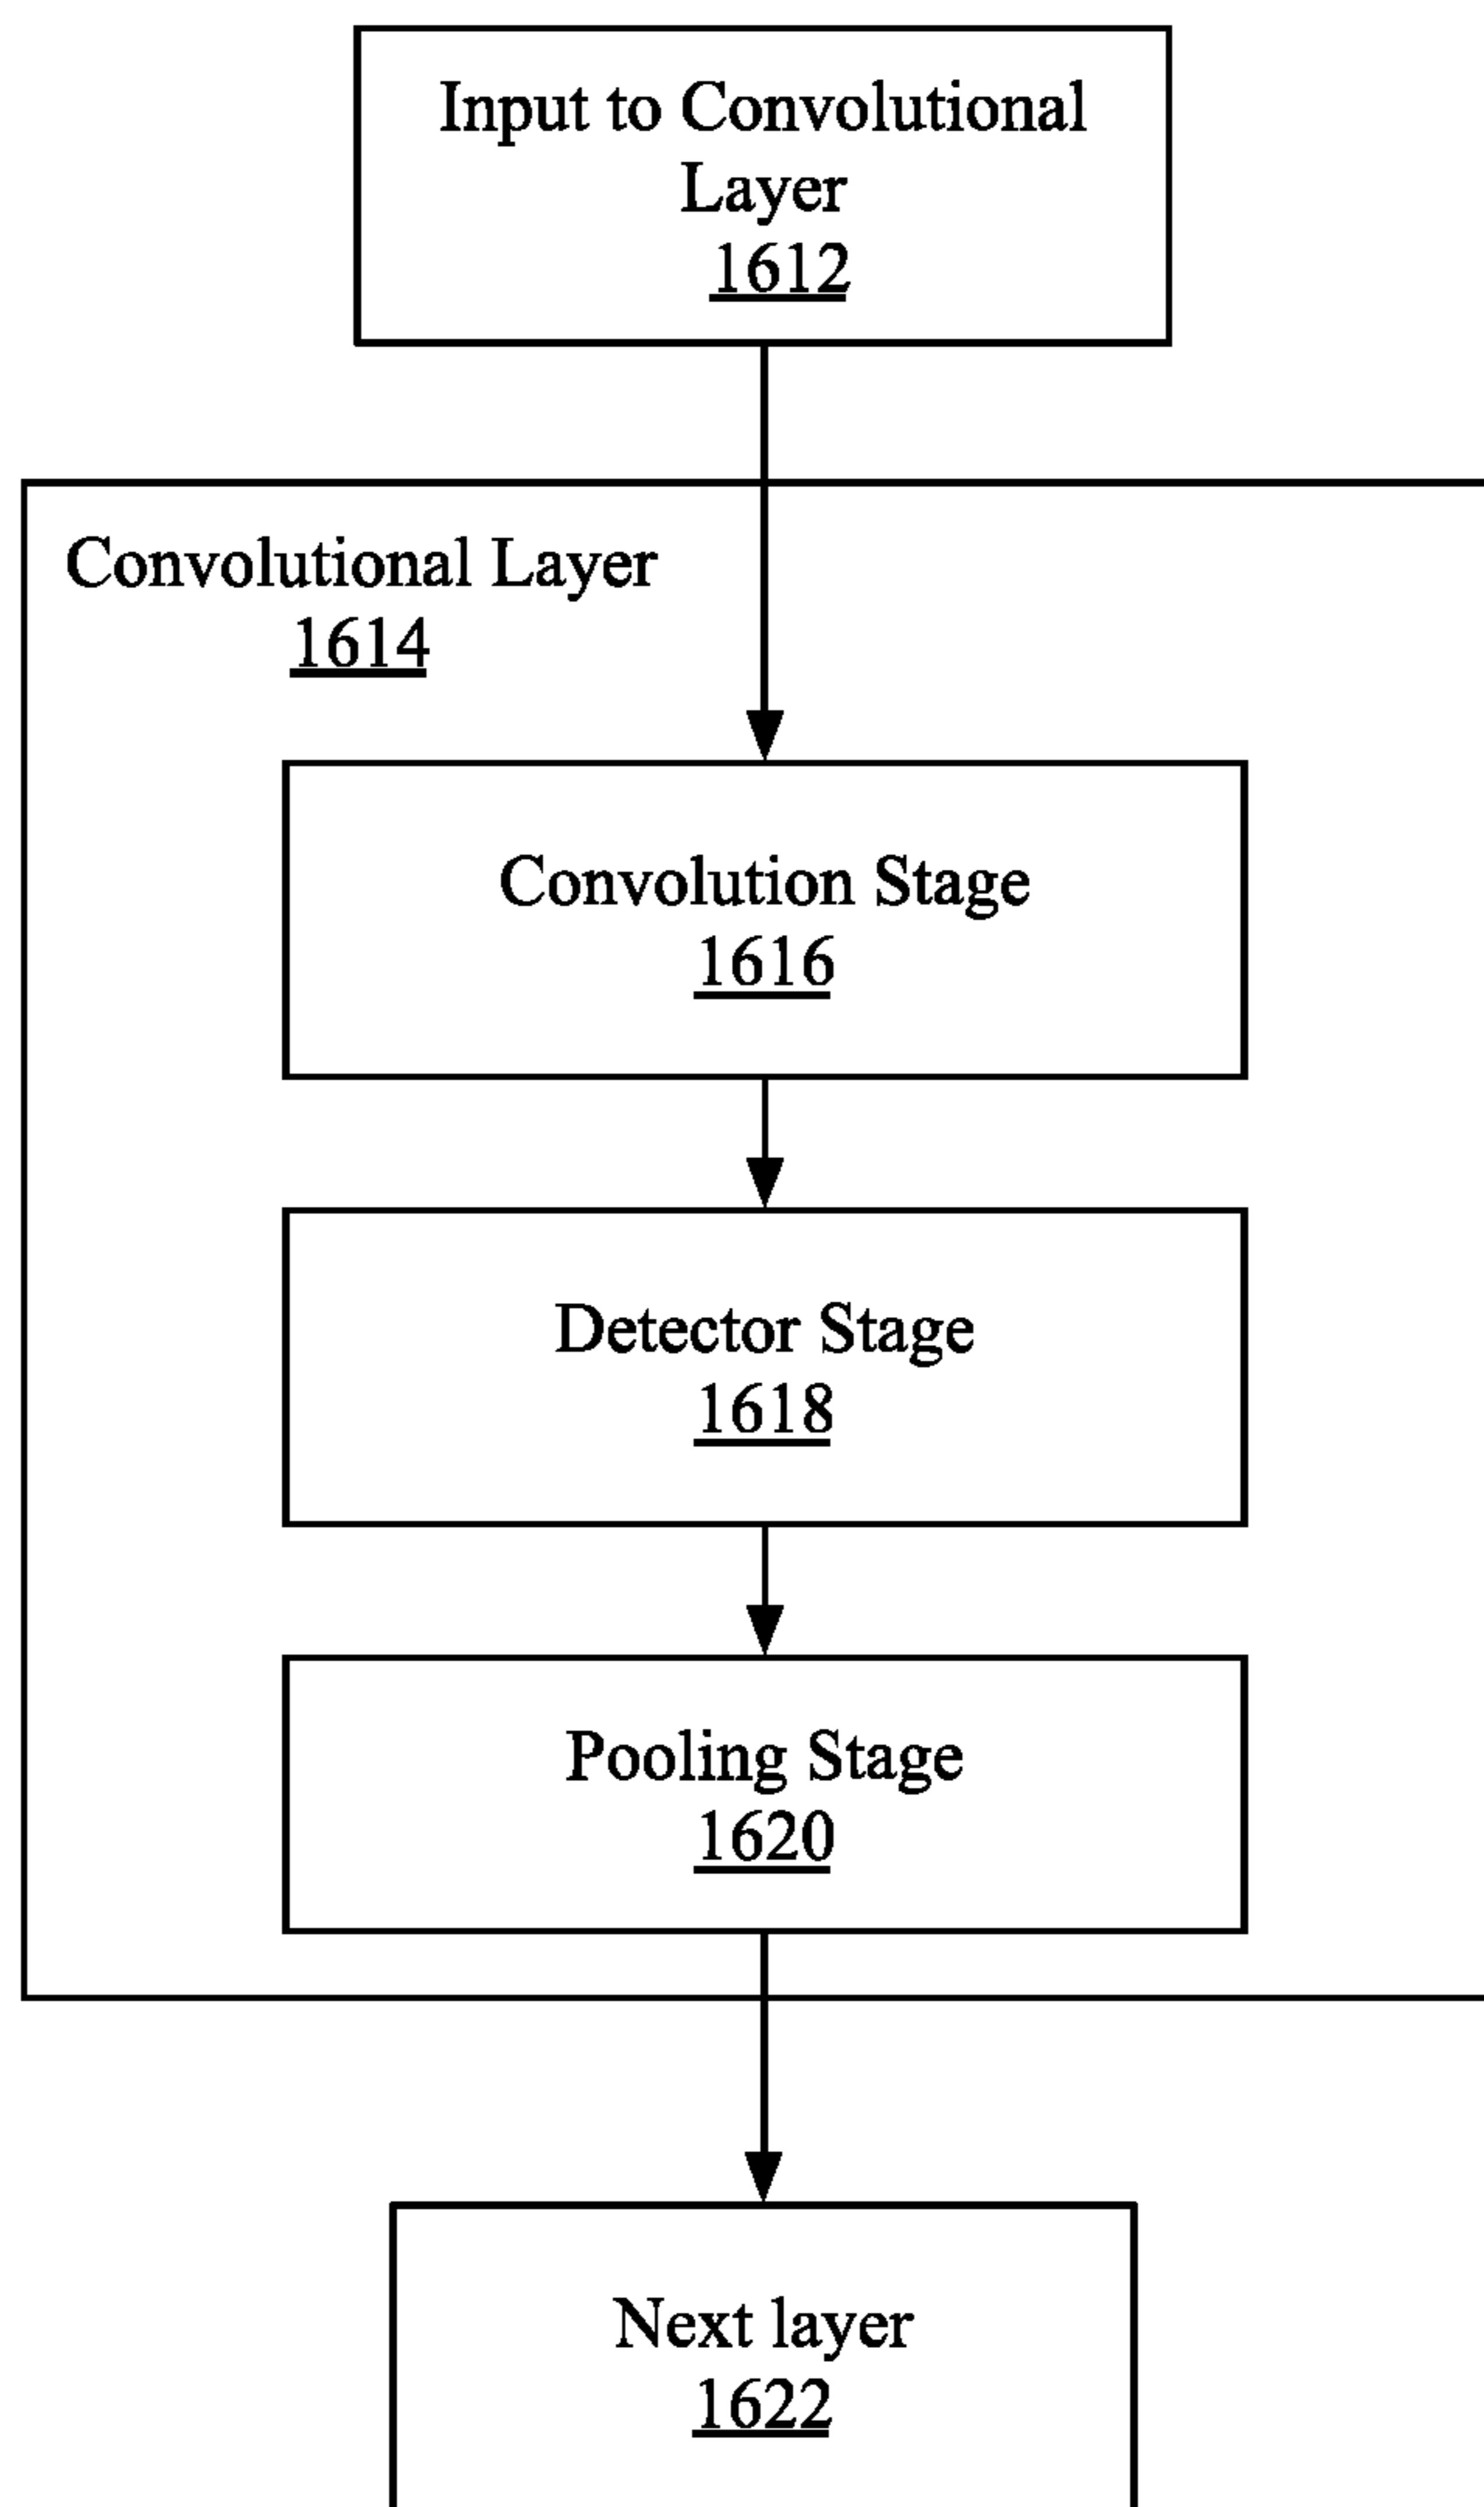 Input to Convolutional
Layer
1612
Convolutional Layer
1614
Convolution Stage
1616
Detector Stage
1618
Pooling Stage
1620
Next layer
1622